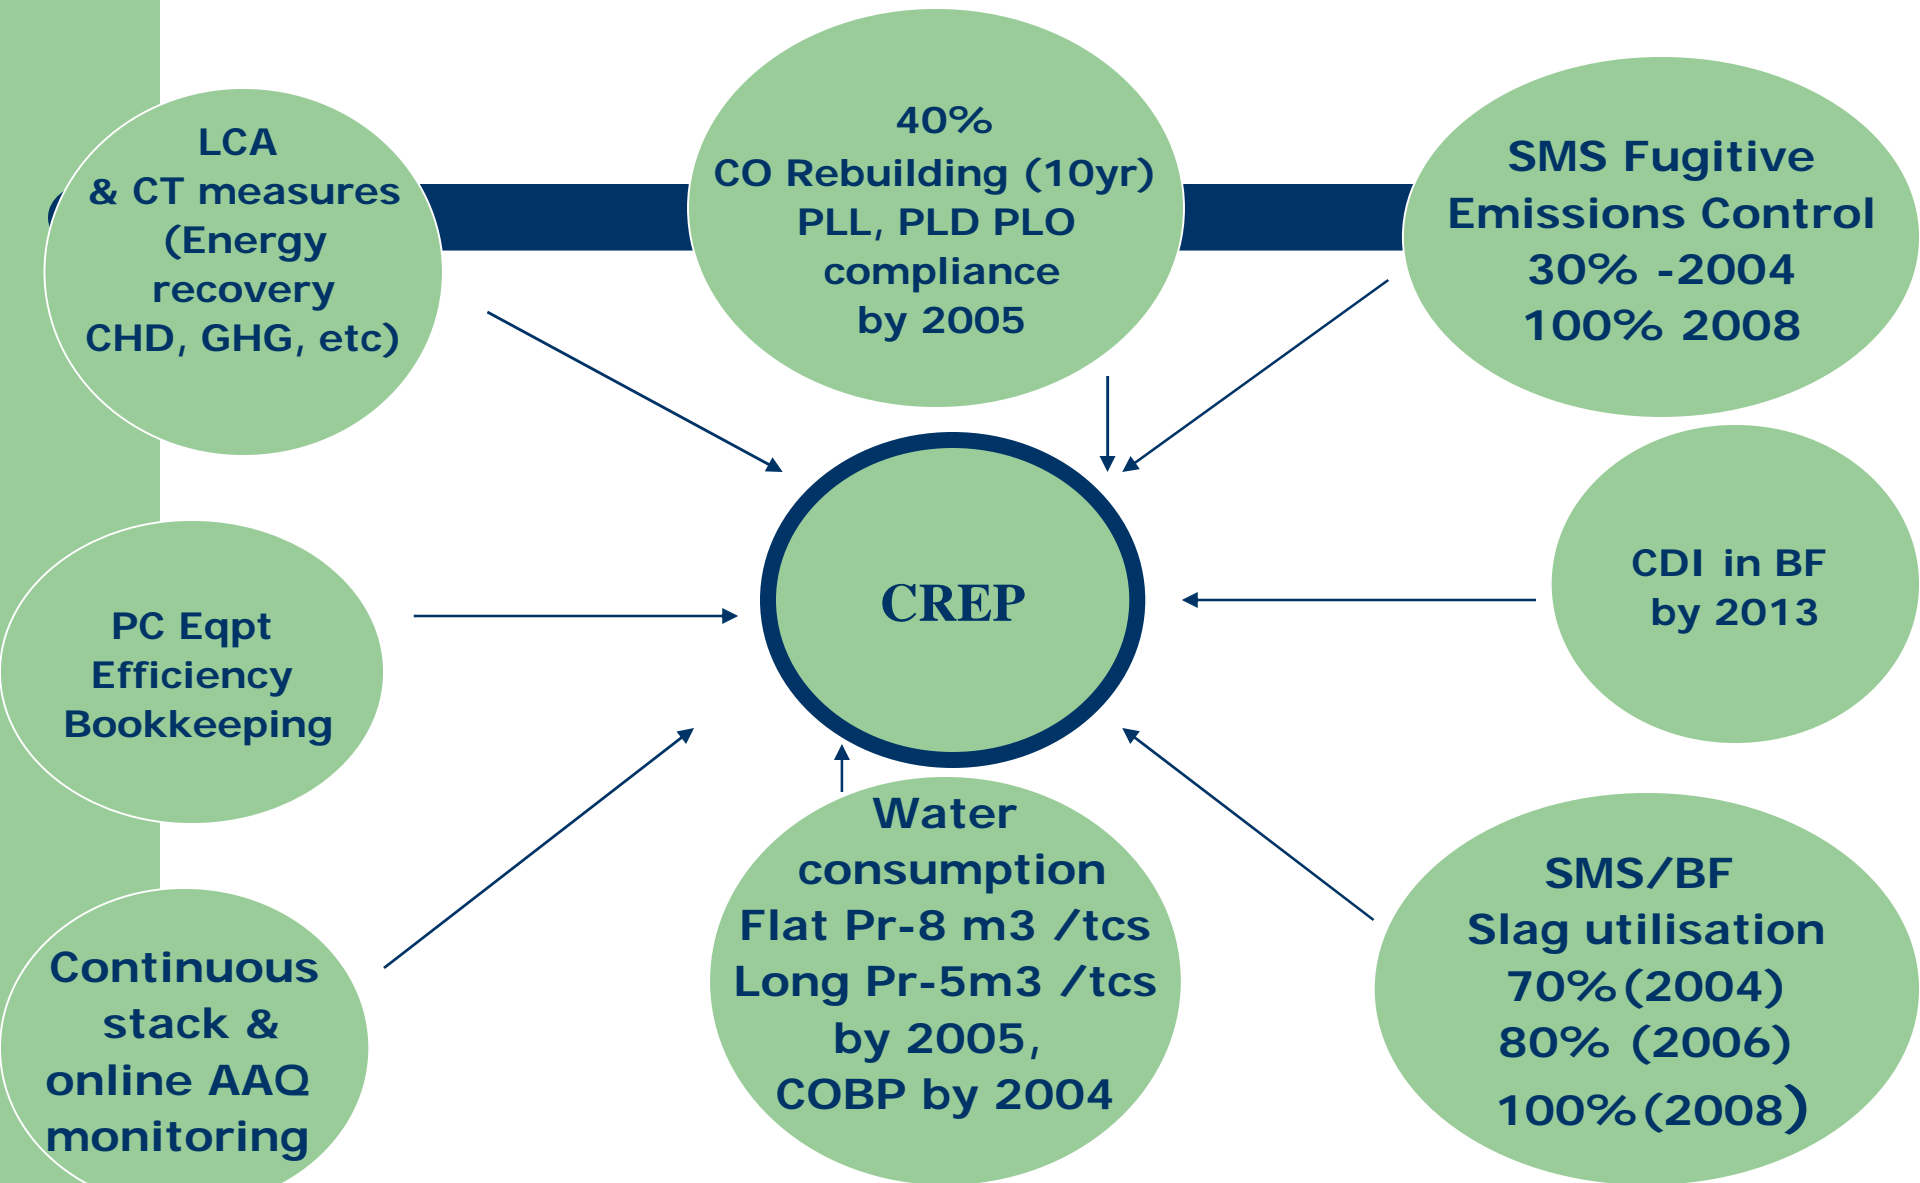 LCA
& CT measures
(Energy
recovery
CHD, GHG, etc)
40%
CO Rebuilding (10yr)
PLL, PLD PLO
compliance
by 2005
SMS Fugitive
Emissions Control
30% -2004
100% 2008
CREP
CDI in BF
by 2013
PC Eqpt
Efficiency
Bookkeeping
Continuous
stack &
online AAQ
monitoring
Water
consumption
Flat Pr-8 m3 /tcs
Long Pr-5m3 /tcs
by 2005,
COBP by 2004
SMS/BF
Slag utilisation
70%(2004)
80% (2006)
100%(2008)